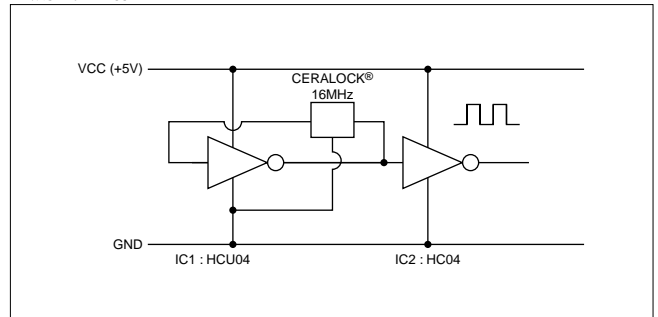 VCC (+5V)
CERALOCK®
16MHz
GND
IC1 : HCU04
IC2 : HC04